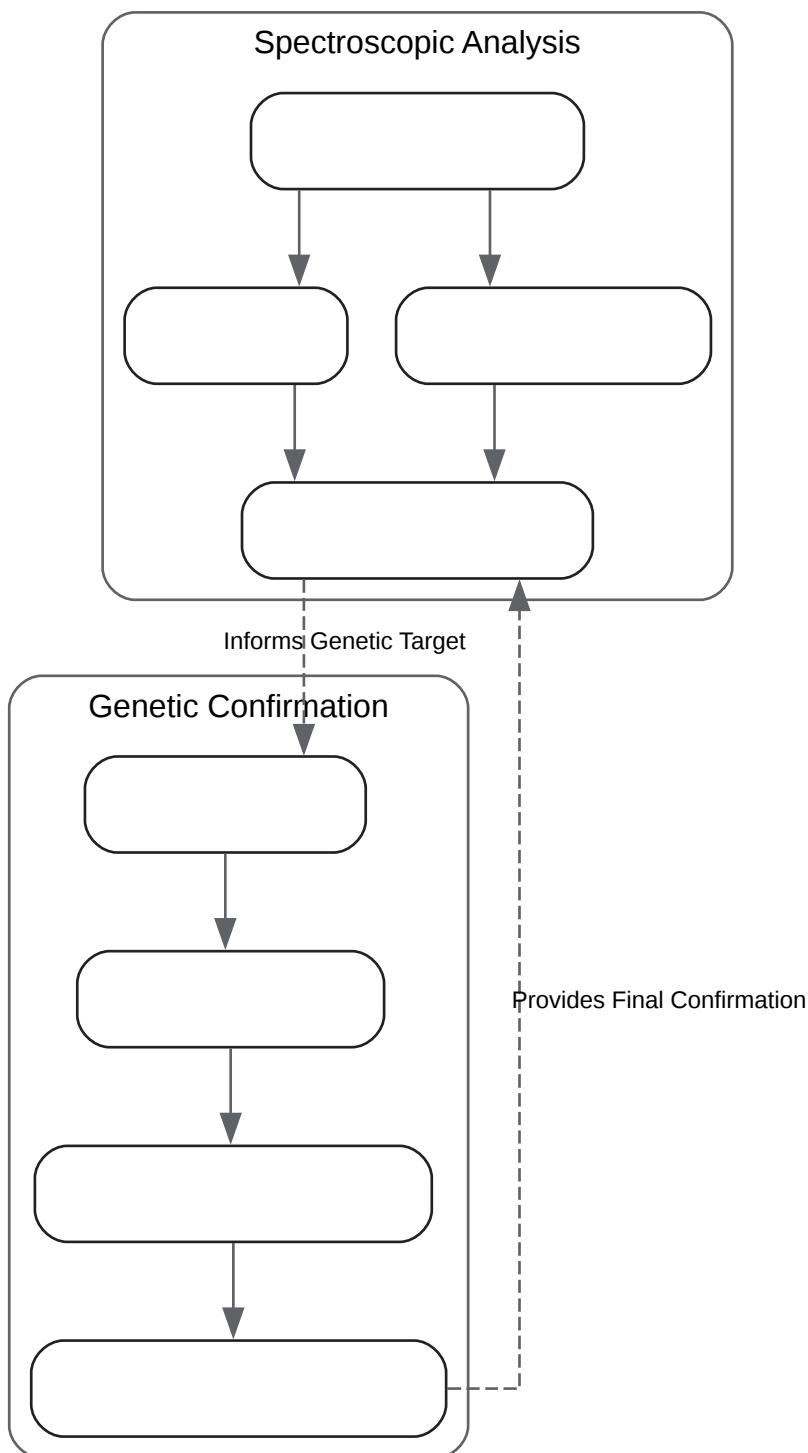 Spectroscopic Analysis
Informs Genetic Target
Genetic Confirmation
Provides Final Confirmation